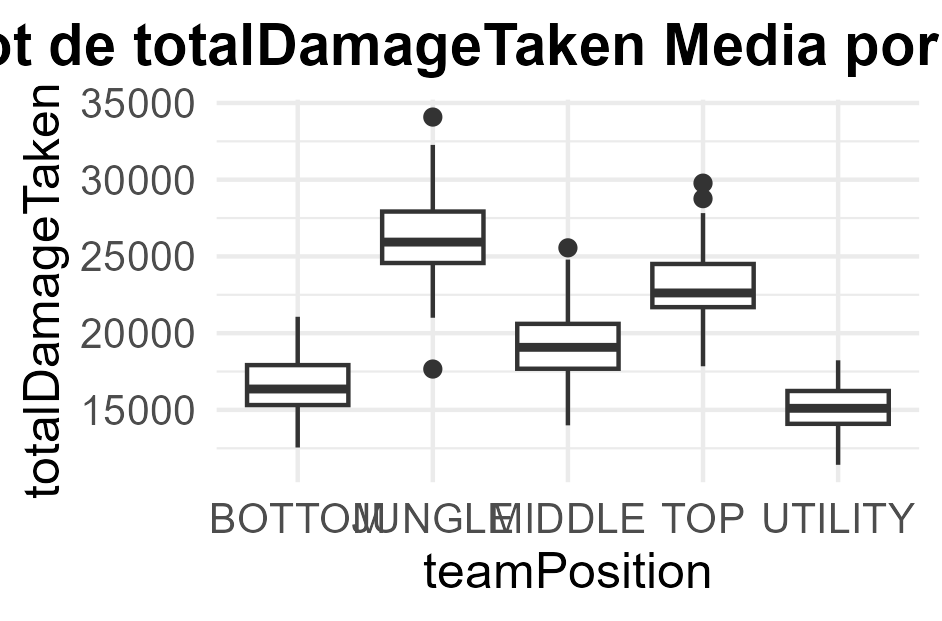 ot de totalDamageTaken Media por
totalDamageTaken
35000
30000
25000
20000
15000
BOTTOM JUNGLE MIDDLE TOP UTILITY
teamPosition